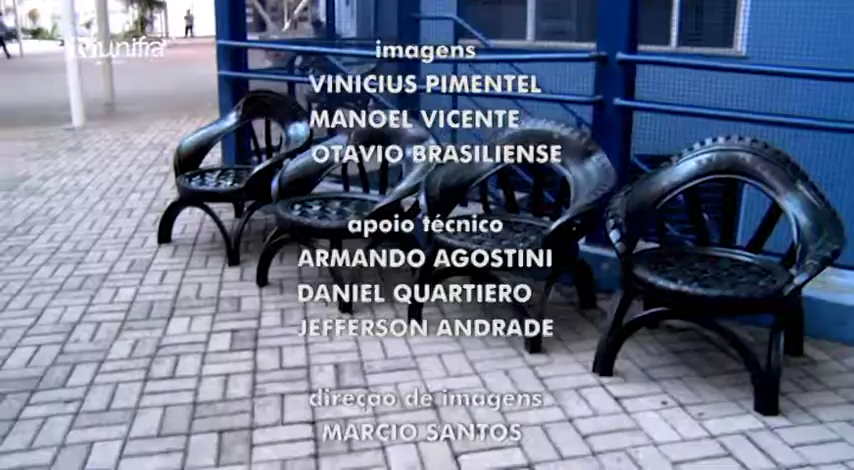 tvunifra
imagens
VINICIUS PIMENTEL
MANOEL VICENTE
OTAVIO BRASILIENSE
apoio técnico
ARMANDO AGOSTINI
DANIEL QUARTIERO
JEFFERSON ANDRADE
direção de imagens
MARCIO SANTOS